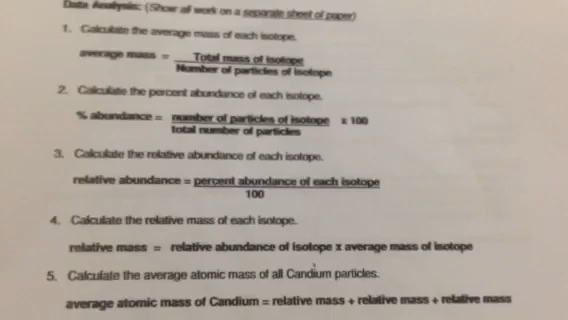 Data Analysis: (Show all work on a separate sheet of paper)
1. Calculate the average mass of each isotope.
average mass = Total mass of isotope
Number of particles of isotope
2. Calculate the percent abundance of each isotope.
% abundance = number of particles of isotope x 100
total number of particles
3. Calculate the relative abundance of each isotope.
relative abundance = percent abundance of each isotope
100
4. Calculate the relative mass of each isotope.
relative mass = relative abundance of isotope x average mass of isotope
5. Calculate the average atomic mass of all Candium particles.
average atomic mass of Candium = relative mass + relative mass + relative mass